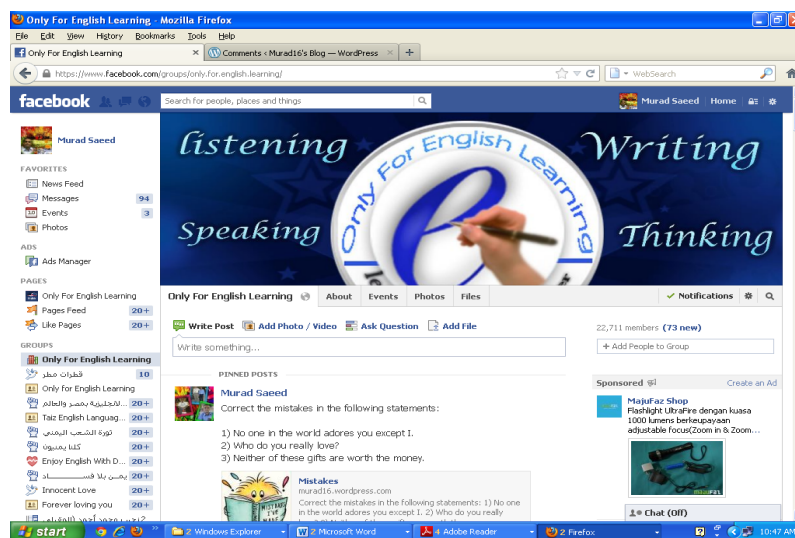 Only For English Learning - Mozilla Firefox
File Edit View History Bookmarks Tools Help
Only For English Learning × Comments ‹ Murad16's Blog — WordPress × +
https://www.facebook.com/groups/only.for.english.learning/ WebSearch
facebook Search for people, places and things Murad Saeed Home
Murad Saeed
FAVORITES
News Feed
Messages 94
Events 3
Photos
ADS
Ads Manager
PAGES
Only For English Learning
Pages Feed 20+
Like Pages 20+
GROUPS
Only For English Learning
قطرات مطر 10
Only for English Learning
...لانجليزية بمصر والعالم 20+
Taiz English Languag... 20+
ثورة الشعب اليمني 20+
كلنا يمنيون 20+
Enjoy English With D... 20+
يمـن بلا فســـــــاد 20+
Innocent Love 20+
Forever loving you 20+
listening
Writing
Only For English Learning
e
Speaking
Thinking
Only For English Learning About Events Photos Files Notifications
Write Post Add Photo / Video Ask Question Add File
Write something...
22,711 members (73 new)
+ Add People to Group
PINNED POSTS
Murad Saeed
Correct the mistakes in the following statements:
1) No one in the world adores you except I.
2) Who do you really love?
3) Neither of these gifts are worth the money.
Mistakes
murad16.wordpress.com
Correct the mistakes in the following statements: 1) No one
in the world adores you except I. 2) Who do you really
Sponsored Create an Ad
MajuFaz Shop
Flashlight UltraFire dengan kuasa
1000 lumens berkeupayaan
adjustable focus(Zoom in & Zoom...
Chat (Off)
start 2 Windows Explorer 2 Microsoft Word 4 Adobe Reader 2 Firefox 10:47 AM